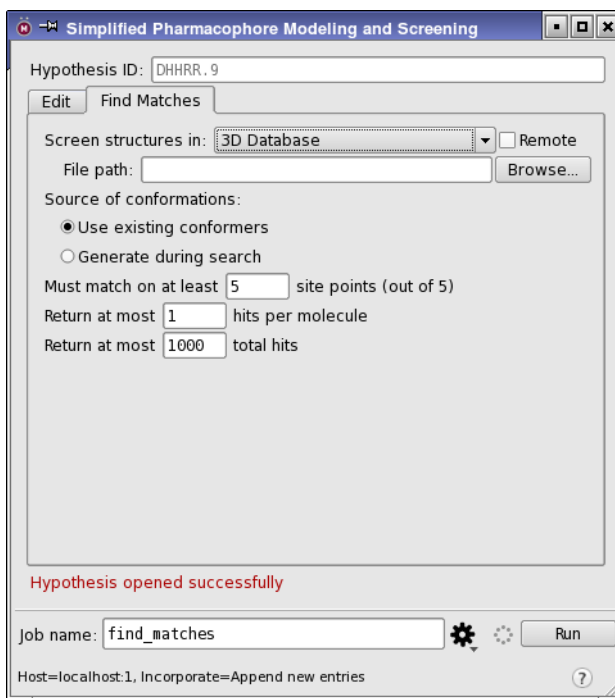 Simplified Pharmacophore Modeling and Screening
Hypothesis ID: DHHRR.9
Edit Find Matches
Screen structures in: 3D Database Remote
File path: Browse...
Source of conformations:
Use existing conformers
Generate during search
Must match on at least 5 site points (out of 5)
Return at most 1 hits per molecule
Return at most 1000 total hits
Hypothesis opened successfully
Job name: find_matches Run
Host=localhost:1, Incorporate=Append new entries ?